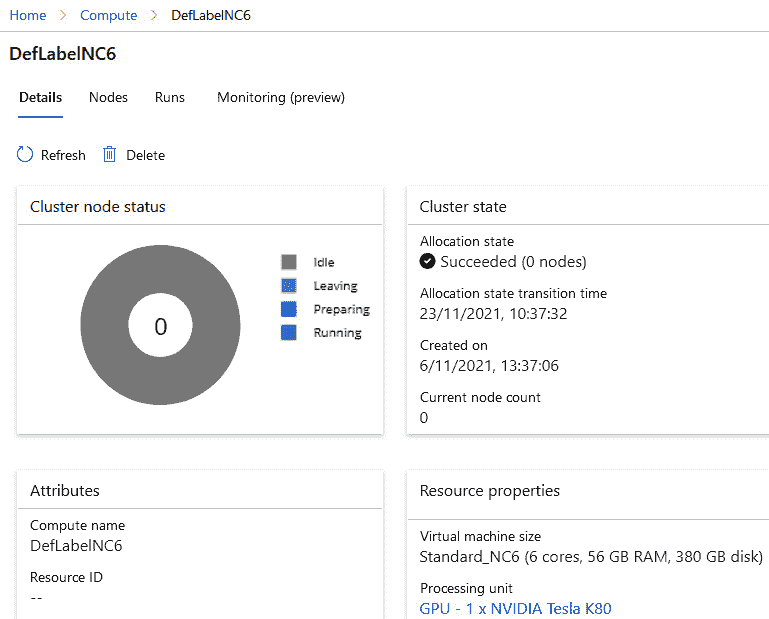 Home > Compute > DefLabelNC6
DefLabelNC6
Details Nodes Runs Monitoring (preview)
Refresh Delete
Cluster node status
0
Idle
Leaving
Preparing
Running
Cluster state
Allocation state
Succeeded (0 nodes)
Allocation state transition time
23/11/2021, 10:37:32
Created on
6/11/2021, 13:37:06
Current node count
0
Attributes
Compute name
DefLabelNC6
Resource ID
--
Resource properties
Virtual machine size
Standard_NC6 (6 cores, 56 GB RAM, 380 GB disk)
Processing unit
GPU - 1 x NVIDIA Tesla K80